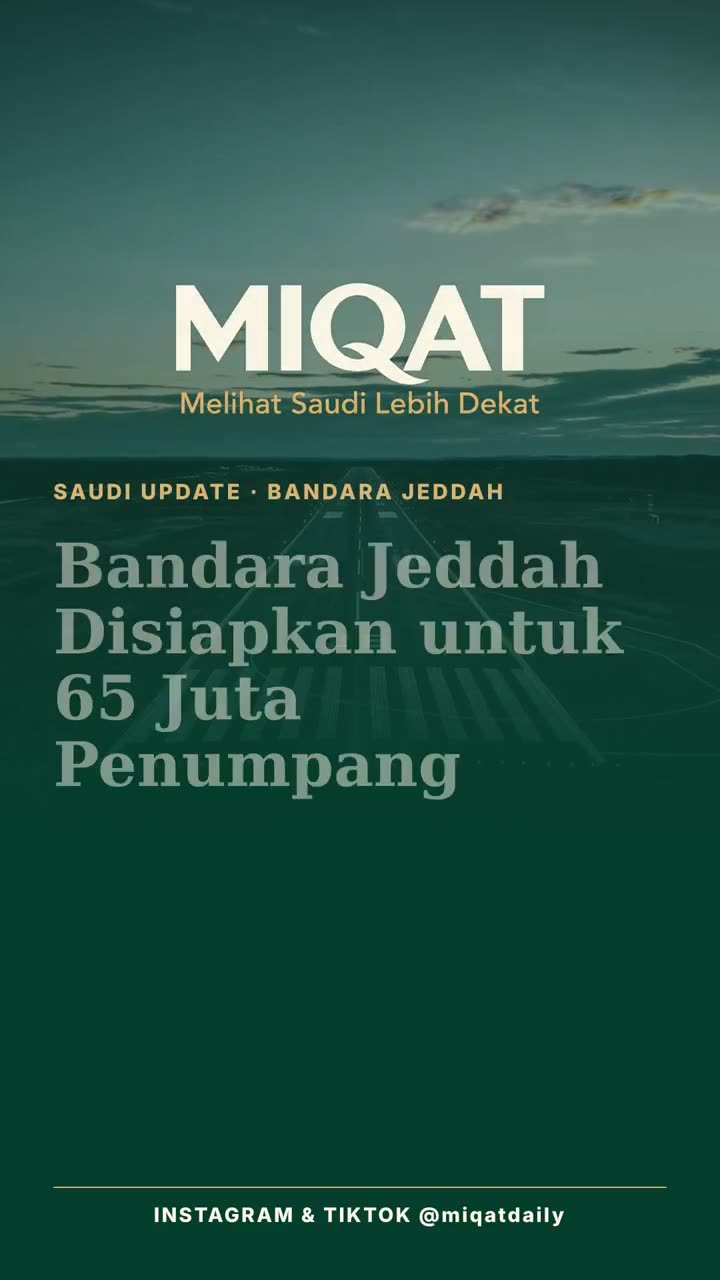 MIQAT
Melihat Saudi Lebih Dekat
SAUDI UPDATE · BANDARA JEDDAH
Bandara Jeddah
Disiapkan untuk
65 Juta
Penumpang
INSTAGRAM & TIKTOK @miqatdaily